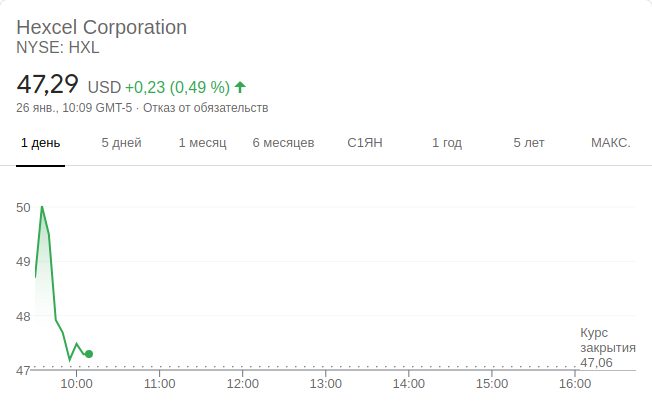 Hexcel Corporation
NYSE: HXL
47,29 USD +0,23 (0,49 %)
26 янв., 10:09 GMT-5 · Отказ от обязательств
1 день 5 дней 1 месяц 6 месяцев С1ЯН 1 год 5 лет МАКС.
50
49
48
Курс
закрытия
47,06
47
10:00 11:00 12:00 13:00 14:00 15:00 16:00